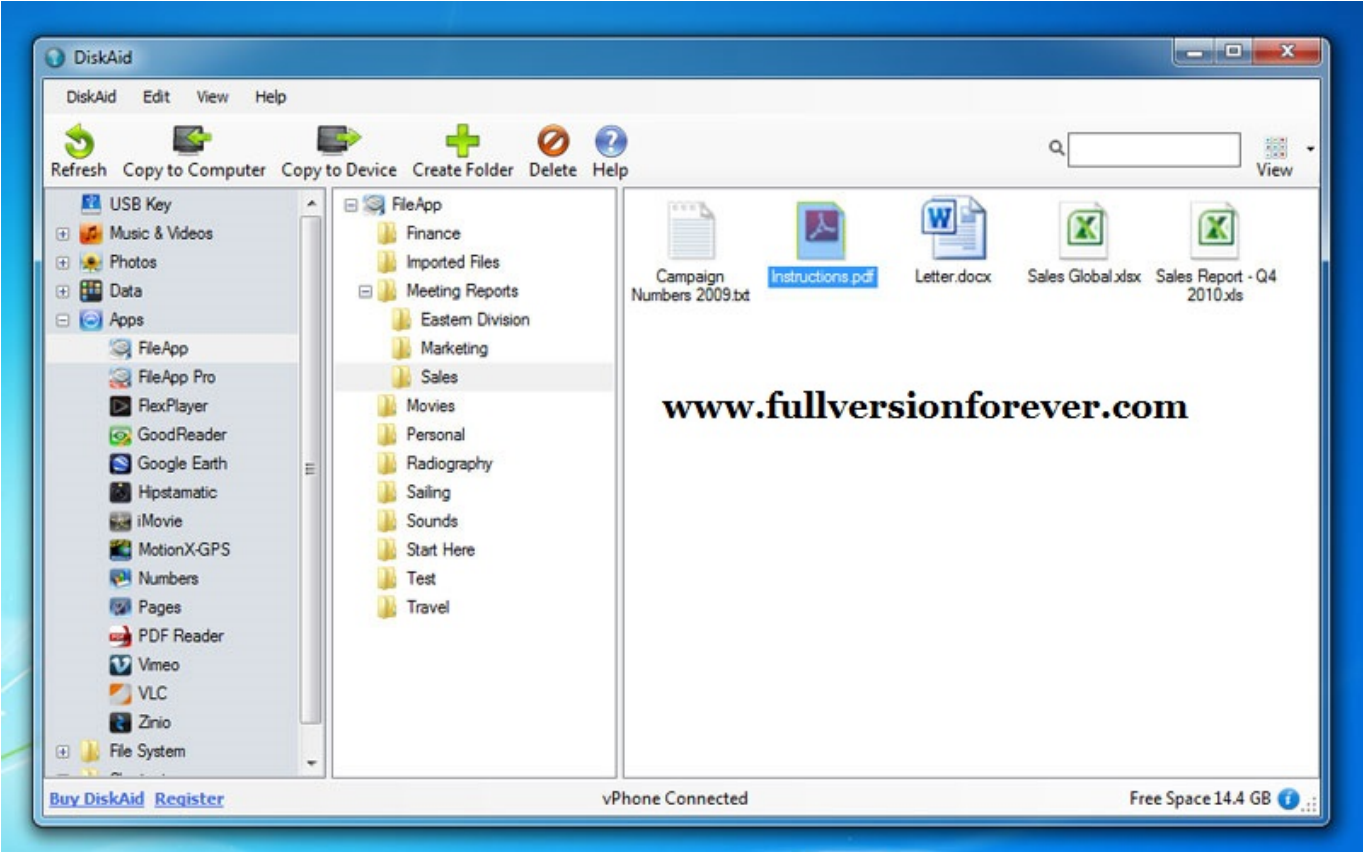 DiskAid
DiskAid Edit View Help
Refresh Copy to Computer Copy to Device Create Folder Delete Help
View
USB Key
Music & Videos
Photos
Data
Apps
FileApp
FileApp Pro
FlexPlayer
GoodReader
Google Earth
Hipstamatic
iMovie
MotionX-GPS
Numbers
Pages
PDF Reader
Vimeo
VLC
Zinio
File System
FileApp
Finance
Imported Files
Meeting Reports
Eastern Division
Marketing
Sales
Movies
Personal
Radiography
Sailing
Sounds
Start Here
Test
Travel
Campaign
Numbers 2009.txt
Instructions.pdf
Letter.docx
Sales Global.xlsx
Sales Report - Q4
2010.xls
www.fullversionforever.com
Buy DiskAid Register
vPhone Connected
Free Space 14.4 GB